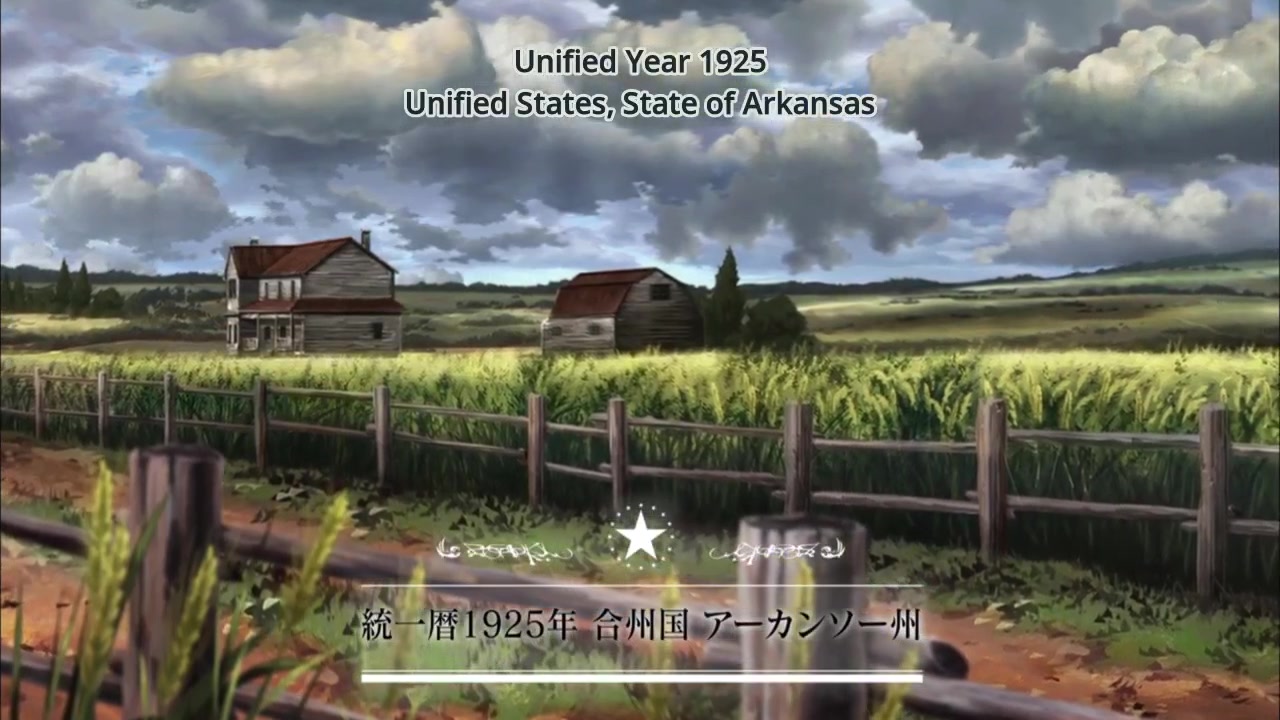 Unified Year 1925
Unified States, State of Arkansas
統一暦1925年 合州国 アーカンソー州